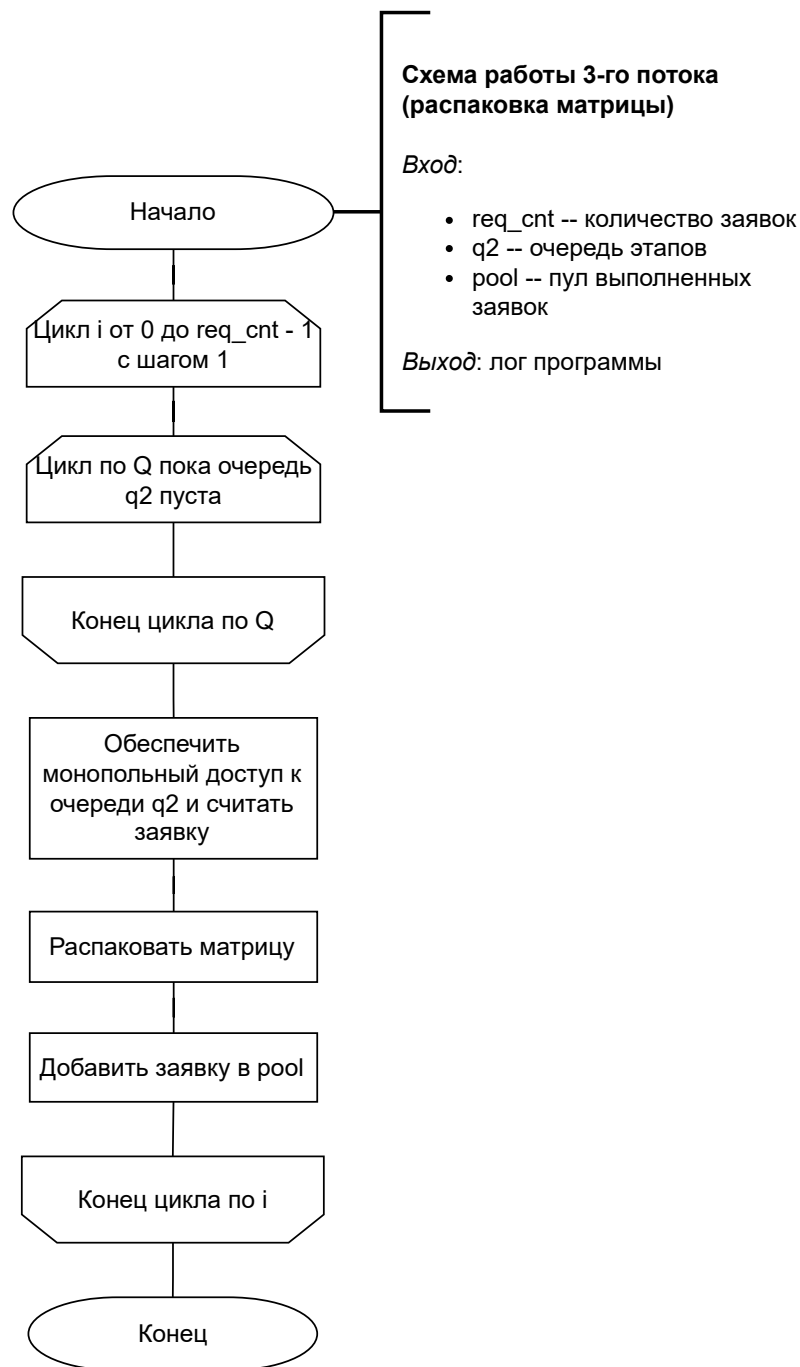 Схема работы 3-го потока
(распаковка матрицы)
Вход:
• req_cnt -- количество заявок
• q2 -- очередь этапов
• pool -- пул выполненных
заявок
Выход: лог программы
Начало
Цикл i от 0 до req_cnt - 1
с шагом 1
Цикл по Q пока очередь
q2 пуста
Конец цикла по Q
Обеспечить
монопольный доступ к
очереди q2 и считать
заявку
Распаковать матрицу
Добавить заявку в pool
Конец цикла по i
Конец